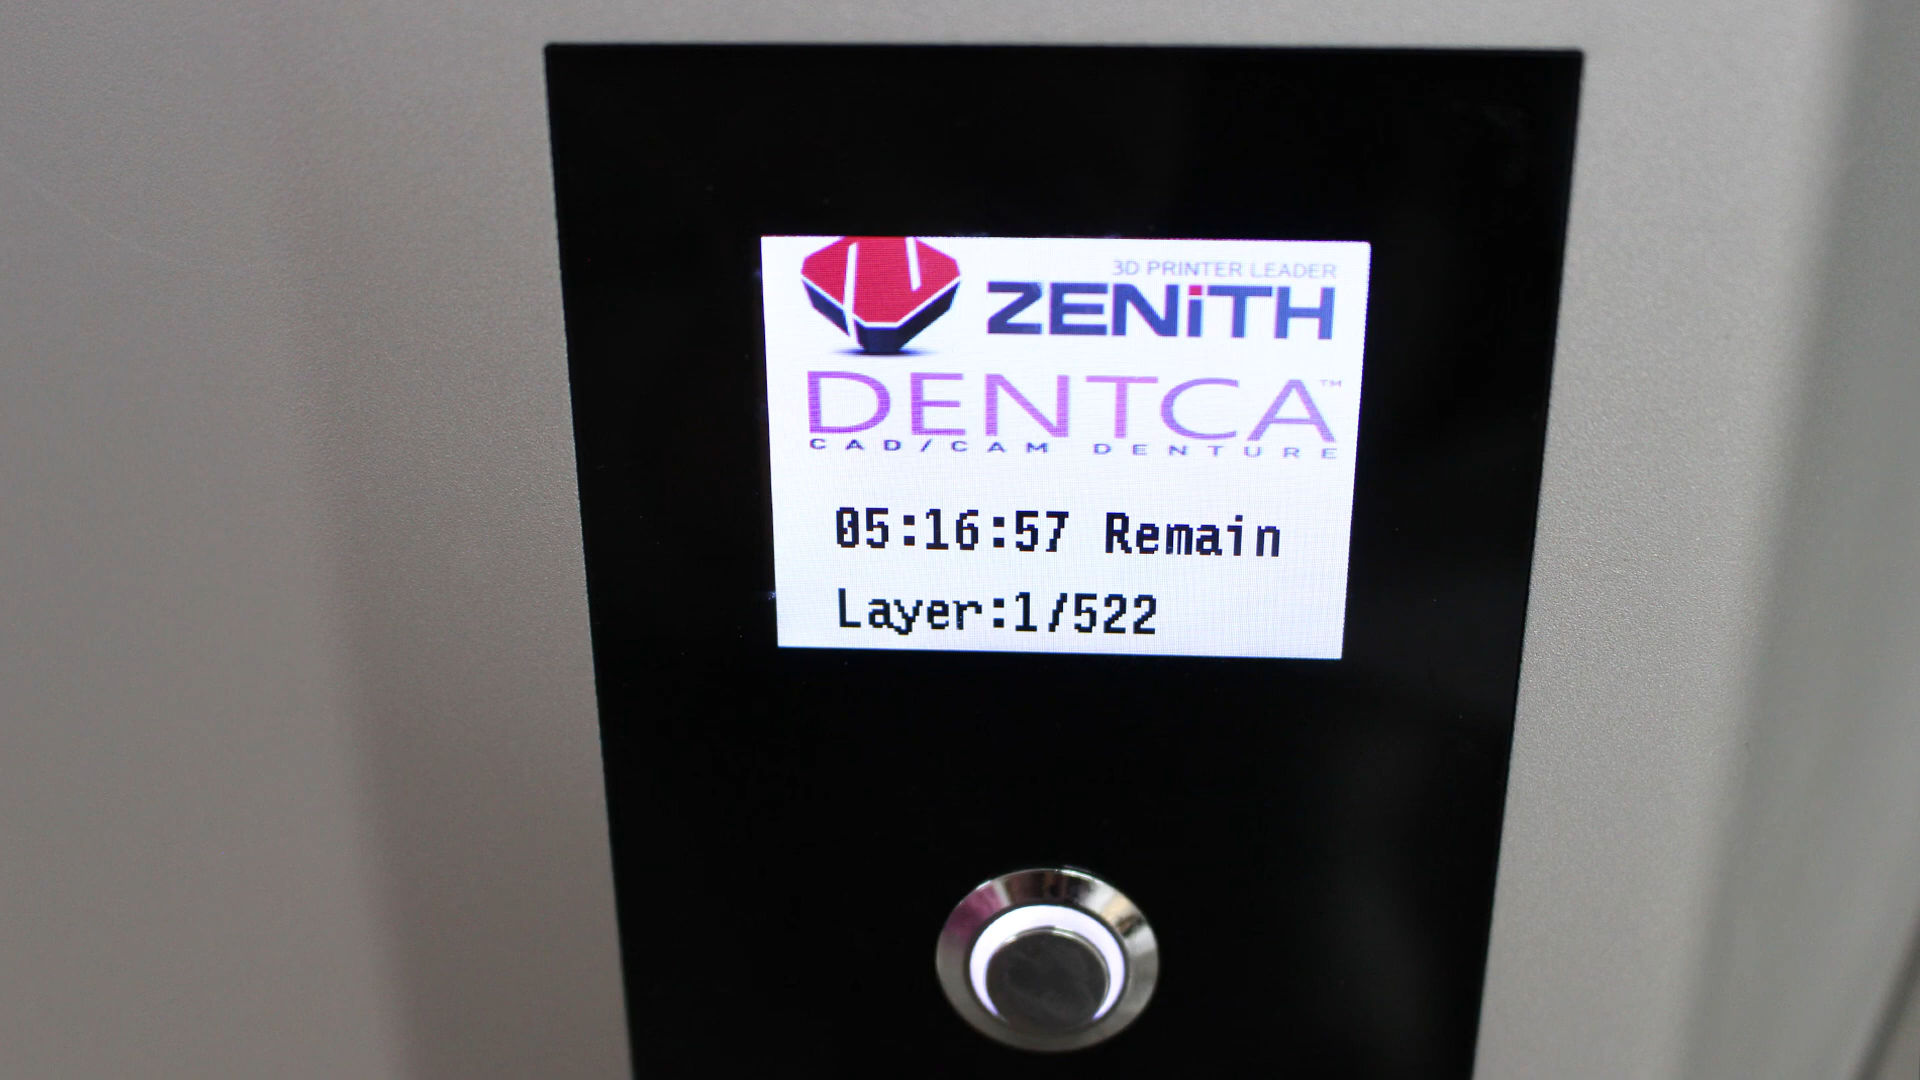 3D PRINTER LEADER
ZENiTH
DENTCA™
CAD/CAM DENTURE
05:16:57 Remain
Layer:1/522